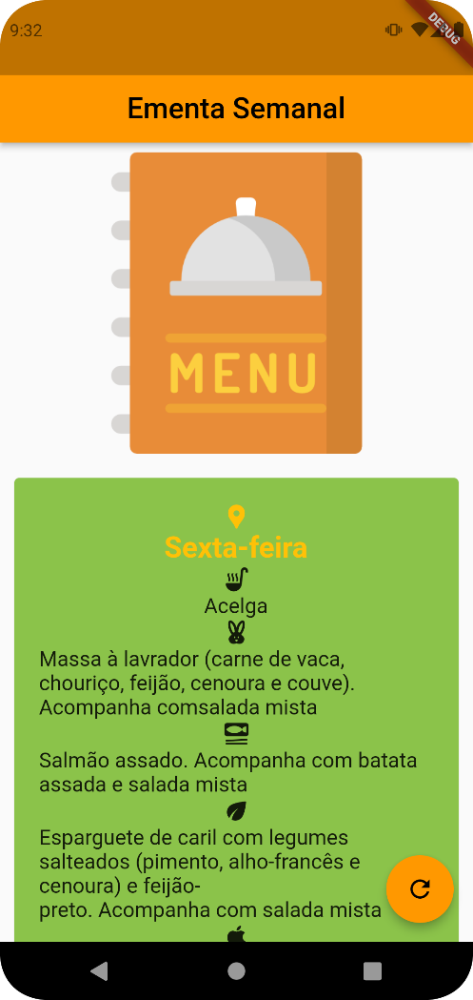 9:32
DEBUG
Ementa Semanal
MENU
Sexta-feira
Acelga
Massa à lavrador (carne de vaca,
chouriço, feijão, cenoura e couve).
Acompanha comsalada mista
Salmão assado. Acompanha com batata
assada e salada mista
Esparguete de caril com legumes
salteados (pimento, alho-francês e
cenoura) e feijão-
preto. Acompanha com salada mista